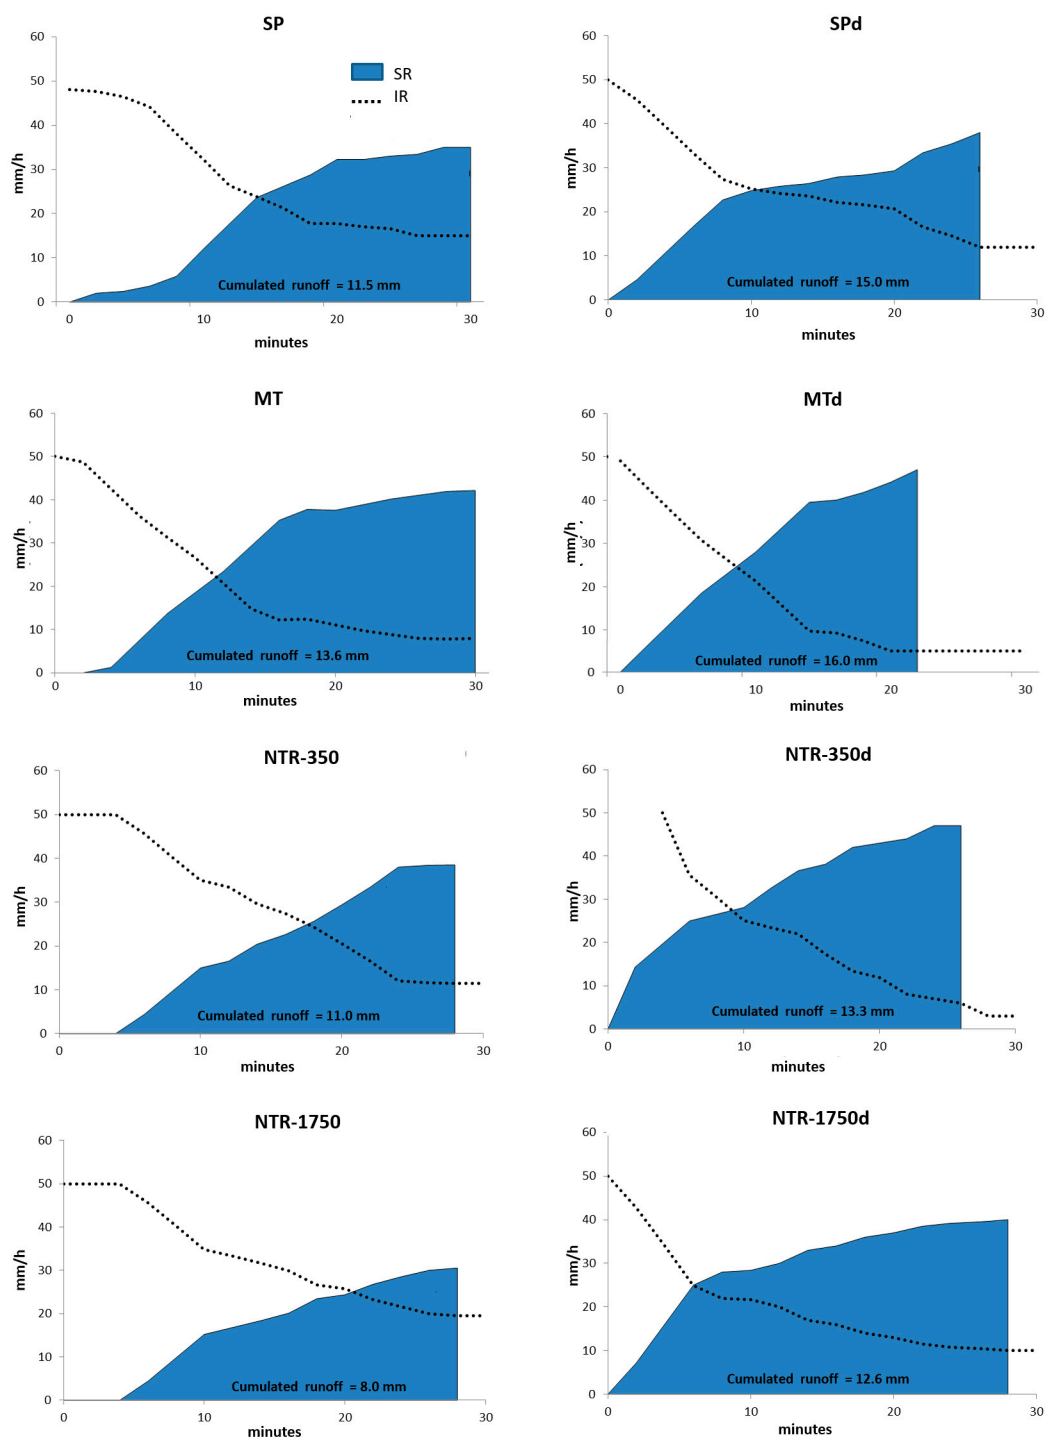 SP
60
50
40
30
20
10
0
mm/h
SR
IR
Cumulated runoff = 11.5 mm
0 10 20 30
minutes
SPd
60
50
40
30
20
10
0
mm/h
Cumulated runoff = 15.0 mm
0 10 20 30
minutes
MT
60
50
40
30
20
10
0
mm/h
Cumulated runoff = 13.6 mm
0 10 20 30
minutes
MTd
60
50
40
30
20
10
0
mm/h
Cumulated runoff = 16.0 mm
0 10 20 30
minutes
NTR-350
60
50
40
30
20
10
0
mm/h
Cumulated runoff = 11.0 mm
0 10 20 30
minutes
NTR-350d
60
50
40
30
20
10
0
mm/h
Cumulated runoff = 13.3 mm
0 10 20 30
minutes
NTR-1750
60
50
40
30
20
10
0
mm/h
Cumulated runoff = 8.0 mm
0 10 20 30
minutes
NTR-1750d
60
50
40
30
20
10
0
mm/h
Cumulated runoff = 12.6 mm
0 10 20 30
minutes